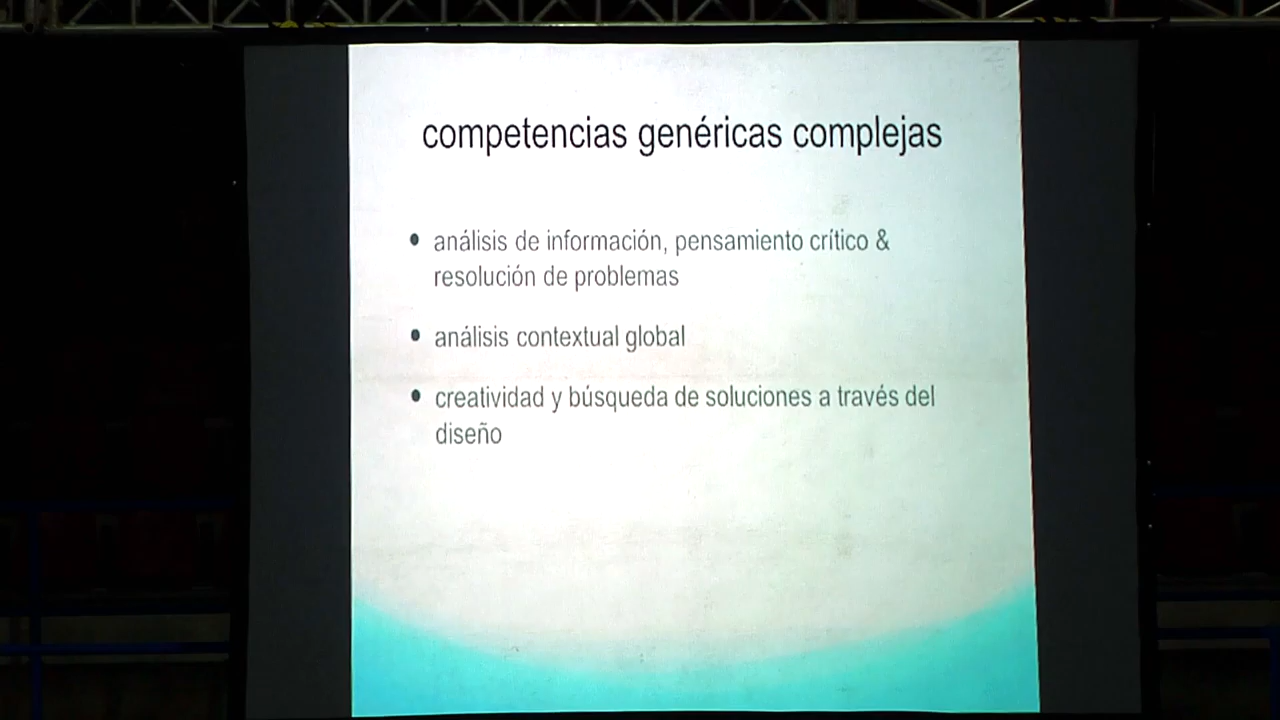 competencias genéricas complejas
• análisis de información, pensamiento crítico &
resolución de problemas
• análisis contextual global
• creatividad y búsqueda de soluciones a través del
diseño